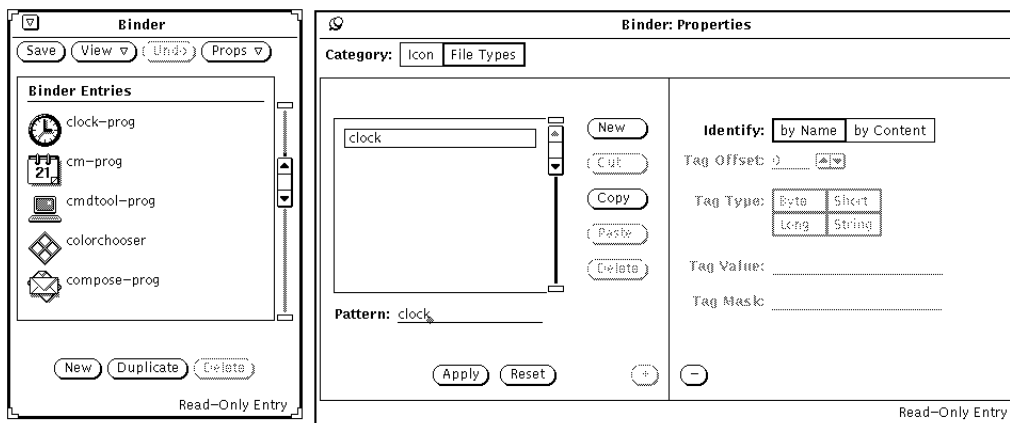 Binder
Save View Undo Props
Binder Entries
clock-prog
cm-prog
21
cmdtool-prog
colorchooser
compose-prog
New Duplicate Delete
Read-Only Entry
Binder: Properties
Category: Icon File Types
clock
New
Cut
Copy
Paste
Delete
Pattern: clock
Apply Reset +
Identify: by Name by Content
Tag Offset: 0
Tag Type: Byte Short
Long String
Tag Value:
Tag Mask:
−
Read-Only Entry